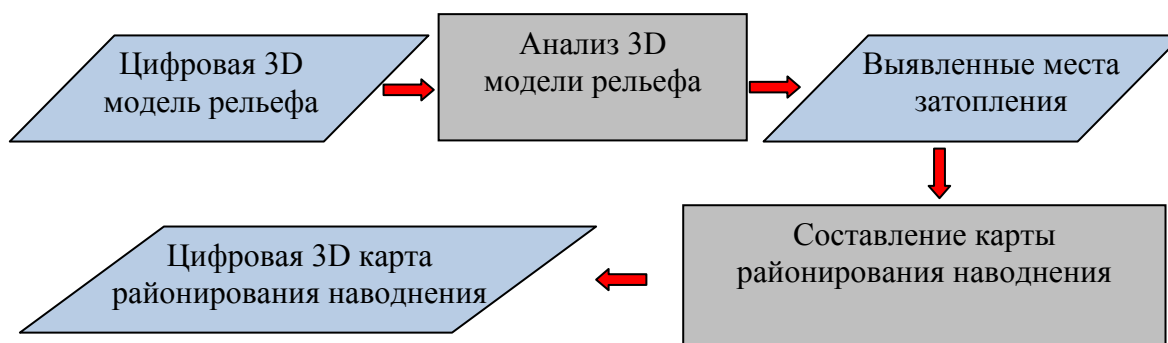 Цифровая 3D
модель рельефа
Анализ 3D
модели рельефа
Выявленные места
затопления
Составление карты
районирования наводнения
Цифровая 3D карта
районирования наводнения